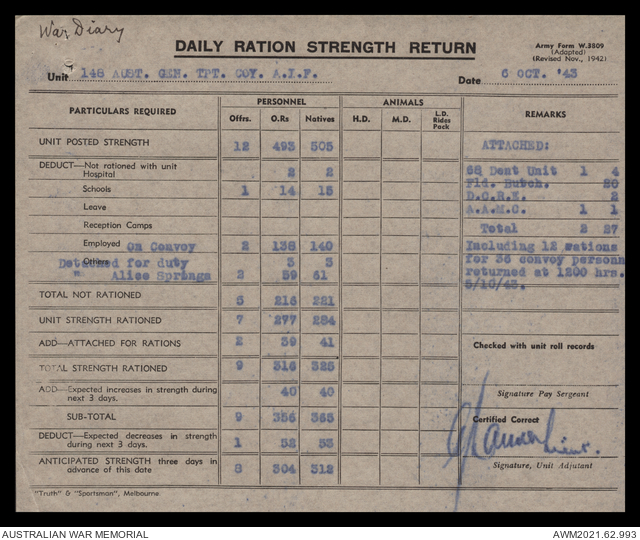 War Diary
DAILY RATION STRENGTH RETURN
Army Form W.3809
(Adapted)
(Revised Nov., 1942)
Unit 148 AUST. GEN. TPT. COY. A.I.F.
Date 6 OCT. '43
PARTICULARS REQUIRED PERSONNEL ANIMALS REMARKS
Offrs. O.Rs Natives H.D. M.D. L.D. Rides Pack
UNIT POSTED STRENGTH 12 493 505 ATTACHED:
DEDUCT—Not rationed with unit
Hospital 2 2 68 Dent Unit 1 4
Fld. Butch. 20
Schools 1 14 15 D.C.R.E. 2
Leave A.A.M.C. 1 1
Reception Camps Total 2 27
Employed On Convoy 2 138 140 Including 12 rations
Others
Detached for duty 3 3 for 36 convoy personn
" Alice Springs 2 59 61 returned at 1200 hrs.
5/10/43.
TOTAL NOT RATIONED 5 216 221
UNIT STRENGTH RATIONED 7 277 284
ADD—ATTACHED FOR RATIONS 2 39 41 Checked with unit roll records
TOTAL STRENGTH RATIONED 9 316 325
ADD—Expected increases in strength during
next 3 days. 40 40 Signature Pay Sergeant
SUB-TOTAL 9 356 365 Certified Correct
DEDUCT—Expected decreases in strength
during next 3 days. 1 52 53 Lieut.
ANTICIPATED STRENGTH three days in
advance of this date 8 304 312 Signature, Unit Adjutant
"Truth" & "Sportsman", Melbourne.
AUSTRALIAN WAR MEMORIAL AWM2021.62.993